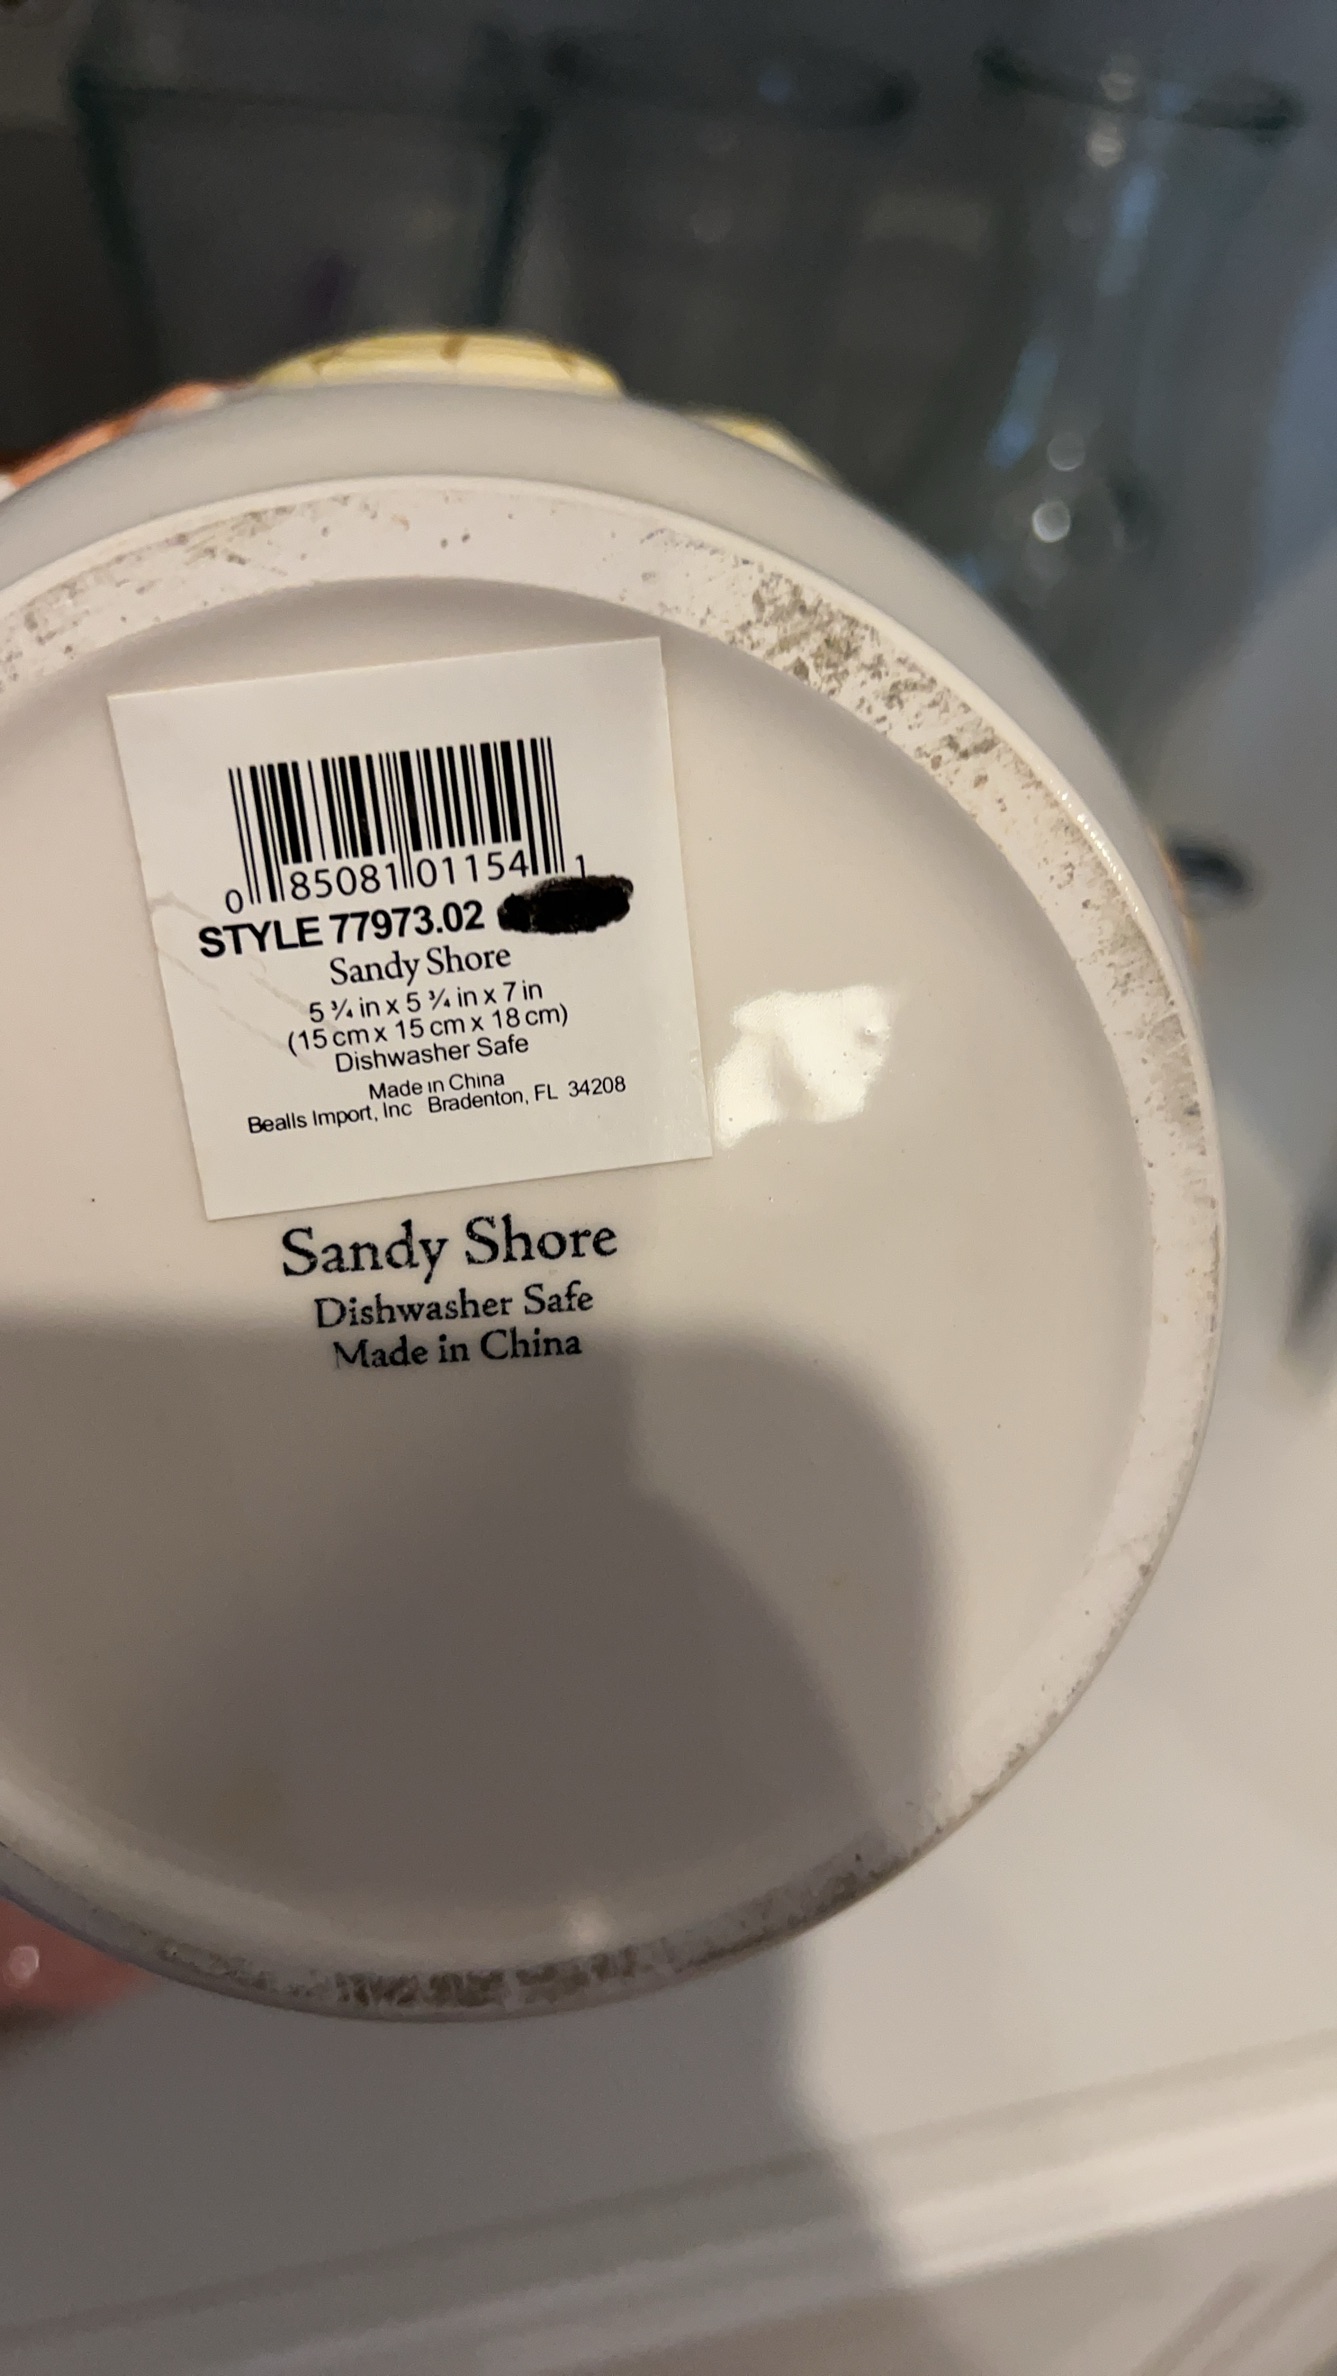 0 85081 01154 1
STYLE 77973.02
Sandy Shore
5 ¾ in x 5 ¾ in x 7 in
(15 cm x 15 cm x 18 cm)
Dishwasher Safe
Made in China
Bealls Import, Inc Bradenton, FL 34208
Sandy Shore
Dishwasher Safe
Made in China